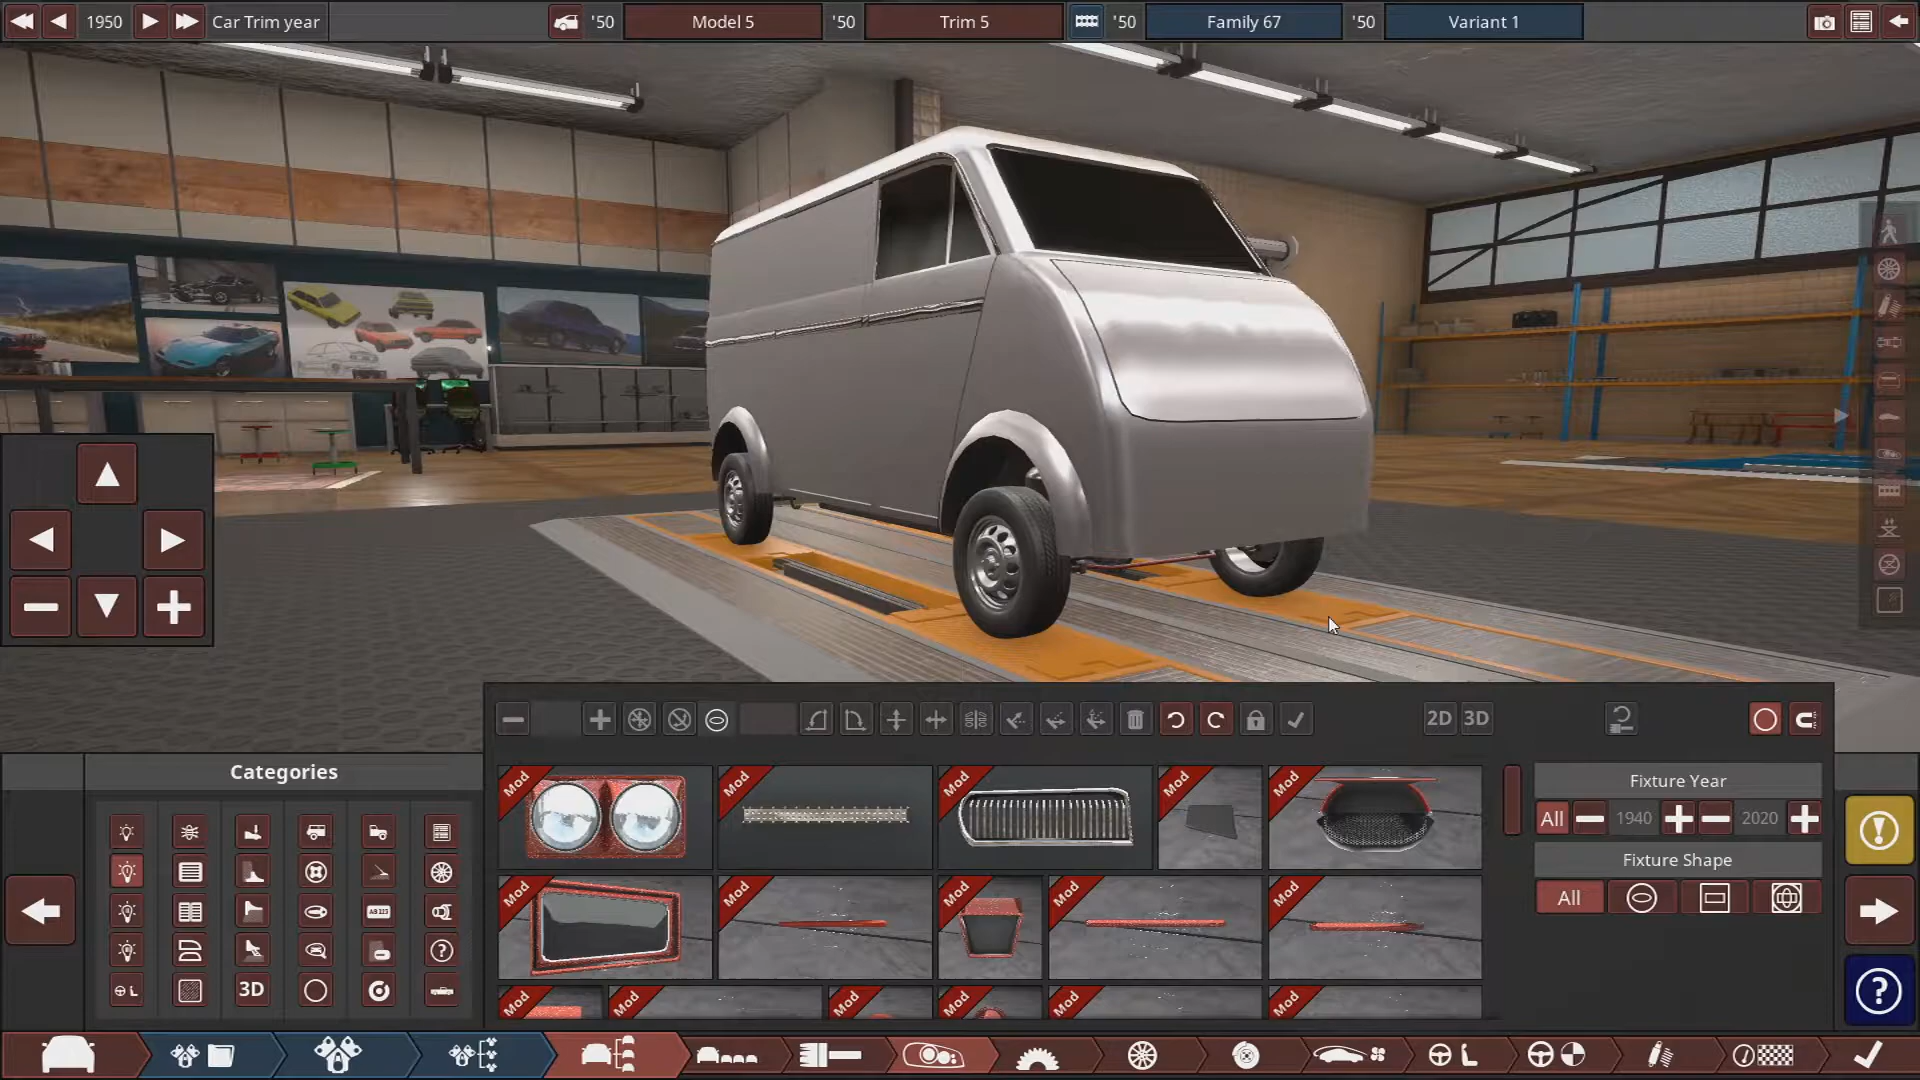 1950 Car Trim year '50 Model 5 '50 Trim 5 '50 Family 67 '50 Variant 1
2D 3D
Categories
AB 123
3D
Mod Mod Mod Mod Mod
Mod Mod Mod Mod Mod
Mod Mod Mod Mod Mod Mod
Fixture Year
All 1940 2020
Fixture Shape
All